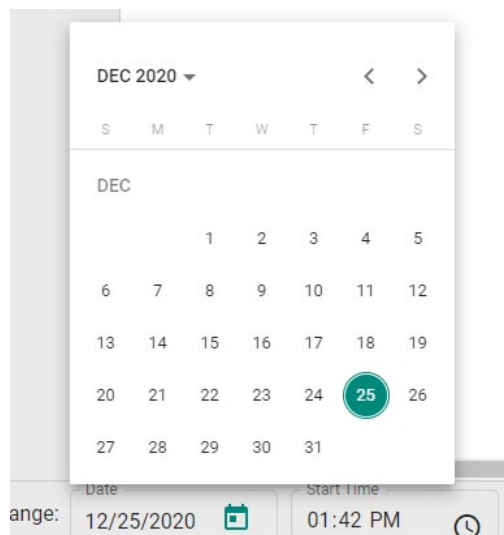 DEC 2020
S M T W T F S
DEC
1 2 3 4 5
6 7 8 9 10 11 12
13 14 15 16 17 18 19
20 21 22 23 24 25 26
27 28 29 30 31
Date Start Time
ange: 12/25/2020 01:42 PM